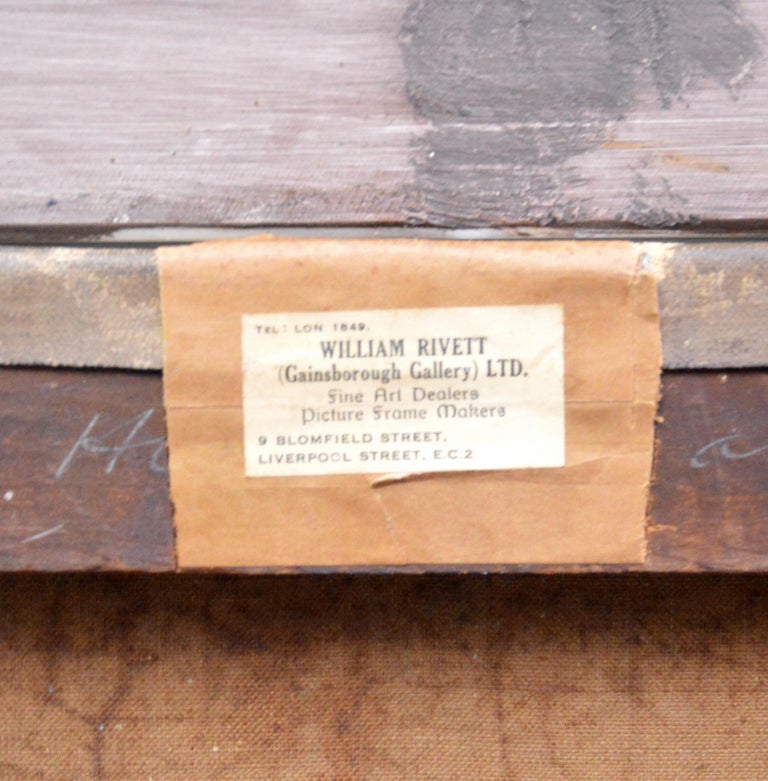 TEL: LON 1849.
WILLIAM RIVETT
(Gainsborough Gallery) LTD.
Fine Art Dealers
Picture Frame Makers
9 BLOMFIELD STREET,
LIVERPOOL STREET, E.C.2